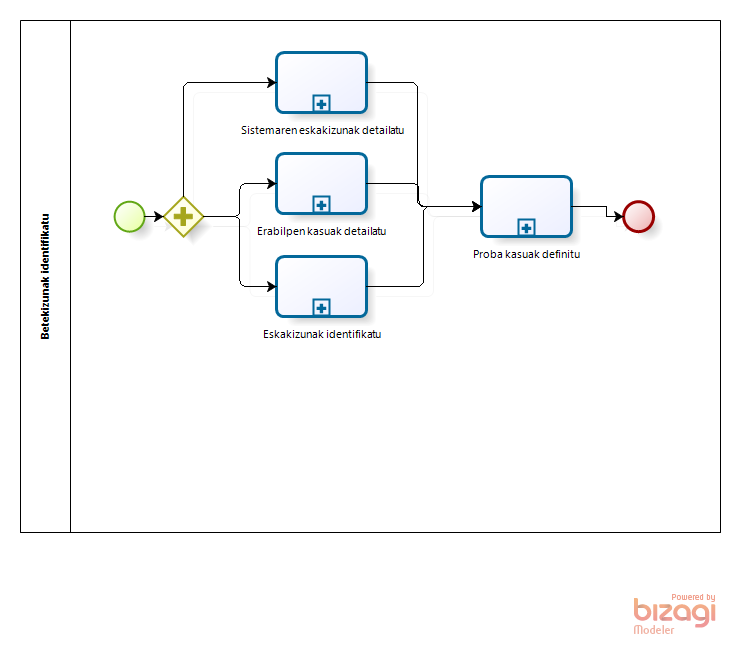 Betekizunak identifikatu
Sistemaren eskakizunak detailatu
Erabilpen kasuak detailatu
Eskakizunak identifikatu
Proba kasuak definitu
Powered by
bizagi
Modeler